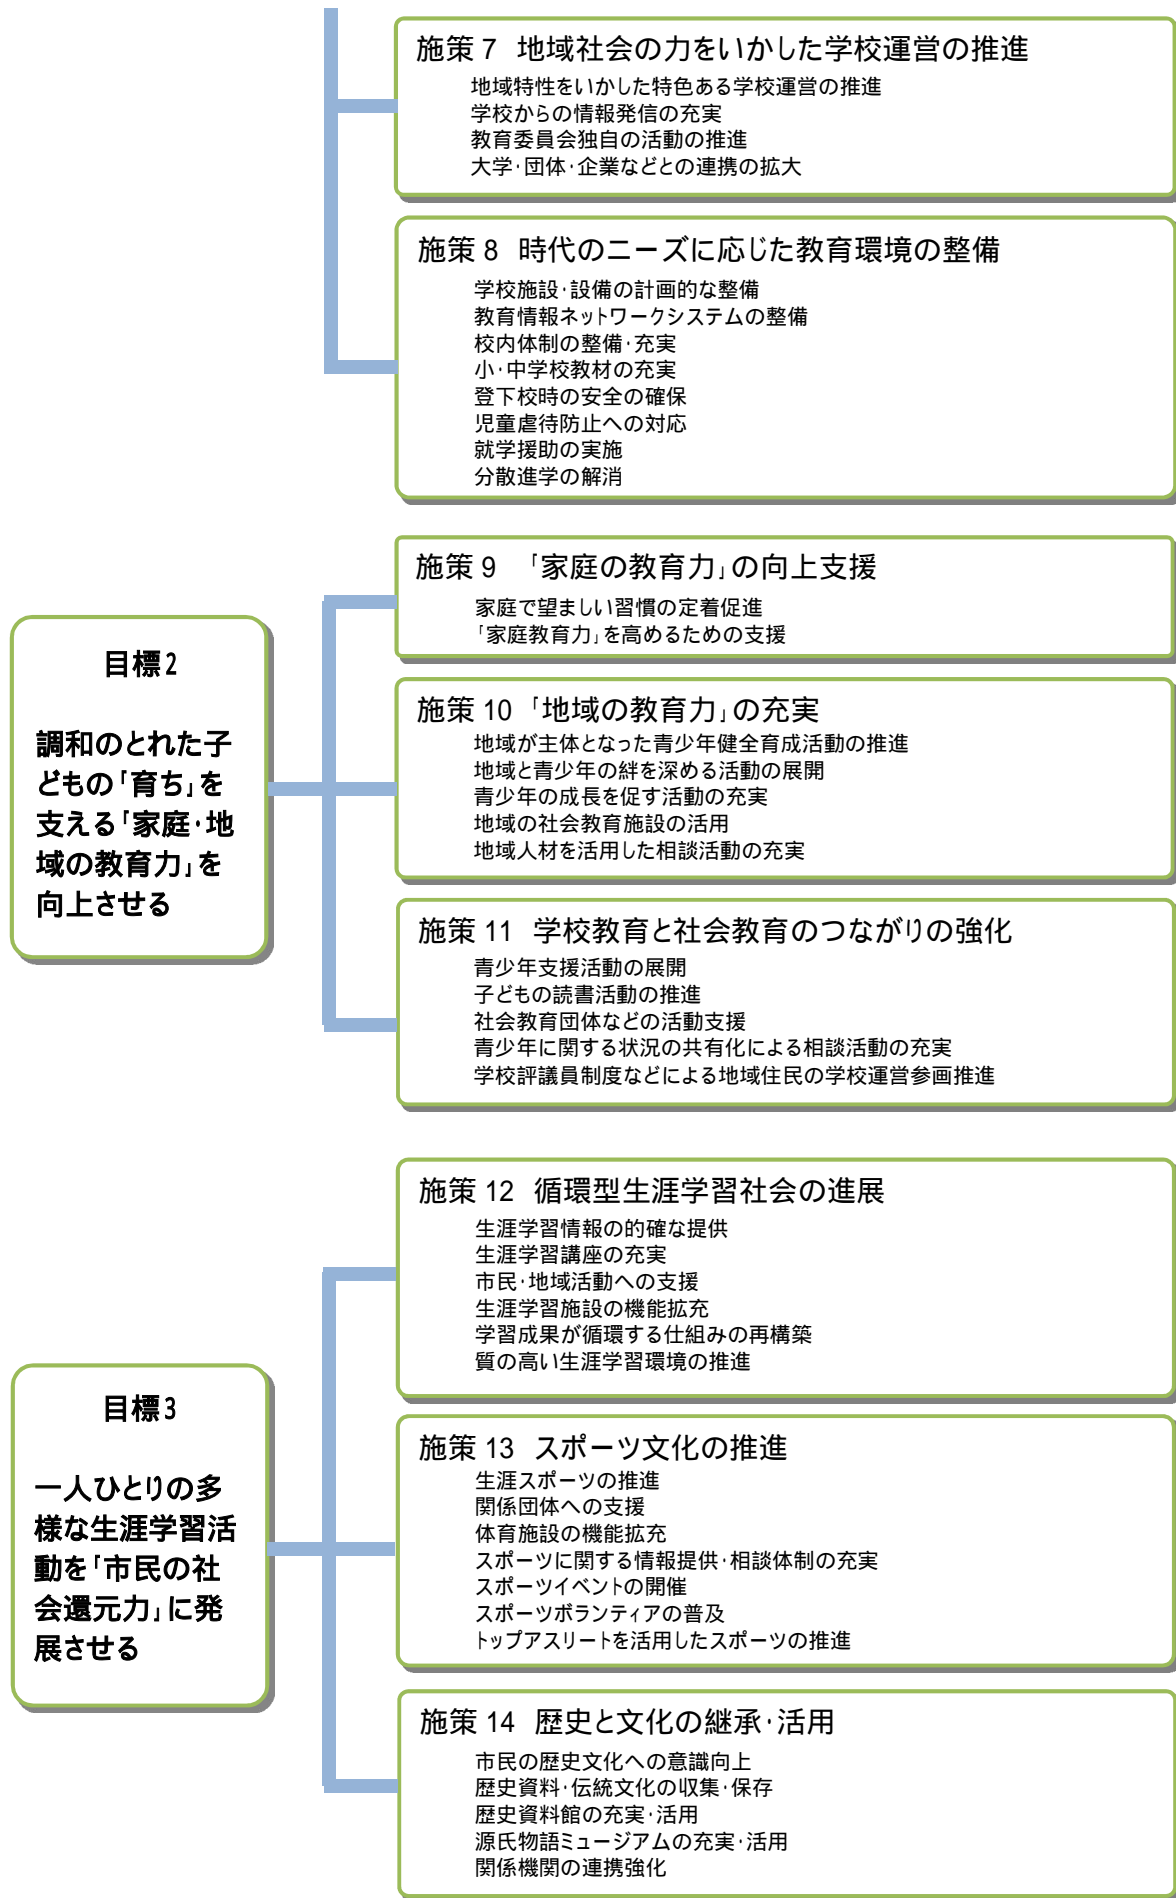 施策 7 地域社会の力をいかした学校運営の推進
地域特性をいかした特色ある学校運営の推進
学校からの情報発信の充実
教育委員会独自の活動の推進
大学・団体・企業などとの連携の拡大
施策 8 時代のニーズに応じた教育環境の整備
学校施設・設備の計画的な整備
教育情報ネットワークシステムの整備
校内体制の整備・充実
小・中学校教材の充実
登下校時の安全の確保
児童虐待防止への対応
就学援助の実施
分散進学の解消
目標2
調和のとれた子
どもの「育ち」を
支える「家庭・地
域の教育力」を
向上させる
施策 9 「家庭の教育力」の向上支援
家庭で望ましい習慣の定着促進
「家庭教育力」を高めるための支援
施策 10 「地域の教育力」の充実
地域が主体となった青少年健全育成活動の推進
地域と青少年の絆を深める活動の展開
青少年の成長を促す活動の充実
地域の社会教育施設の活用
地域人材を活用した相談活動の充実
施策 11 学校教育と社会教育のつながりの強化
青少年支援活動の展開
子どもの読書活動の推進
社会教育団体などの活動支援
青少年に関する状況の共有化による相談活動の充実
学校評議員制度などによる地域住民の学校運営参画推進
目標3
一人ひとりの多
様な生涯学習活
動を「市民の社
会還元力」に発
展させる
施策 12 循環型生涯学習社会の進展
生涯学習情報の的確な提供
生涯学習講座の充実
市民・地域活動への支援
生涯学習施設の機能拡充
学習成果が循環する仕組みの再構築
質の高い生涯学習環境の推進
施策 13 スポーツ文化の推進
生涯スポーツの推進
関係団体への支援
体育施設の機能拡充
スポーツに関する情報提供・相談体制の充実
スポーツイベントの開催
スポーツボランティアの普及
トップアスリートを活用したスポーツの推進
施策 14 歴史と文化の継承・活用
市民の歴史文化への意識向上
歴史資料・伝統文化の収集・保存
歴史資料館の充実・活用
源氏物語ミュージアムの充実・活用
関係機関の連携強化